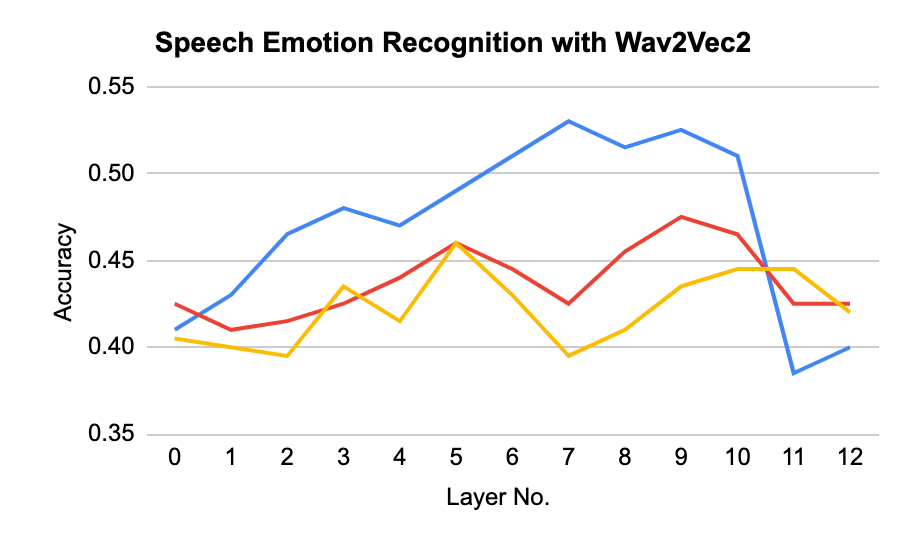 Speech Emotion Recognition with Wav2Vec2
0.55
0.50
0.45
0.40
0.35
Accuracy
0 1 2 3 4 5 6 7 8 9 10 11 12
Layer No.